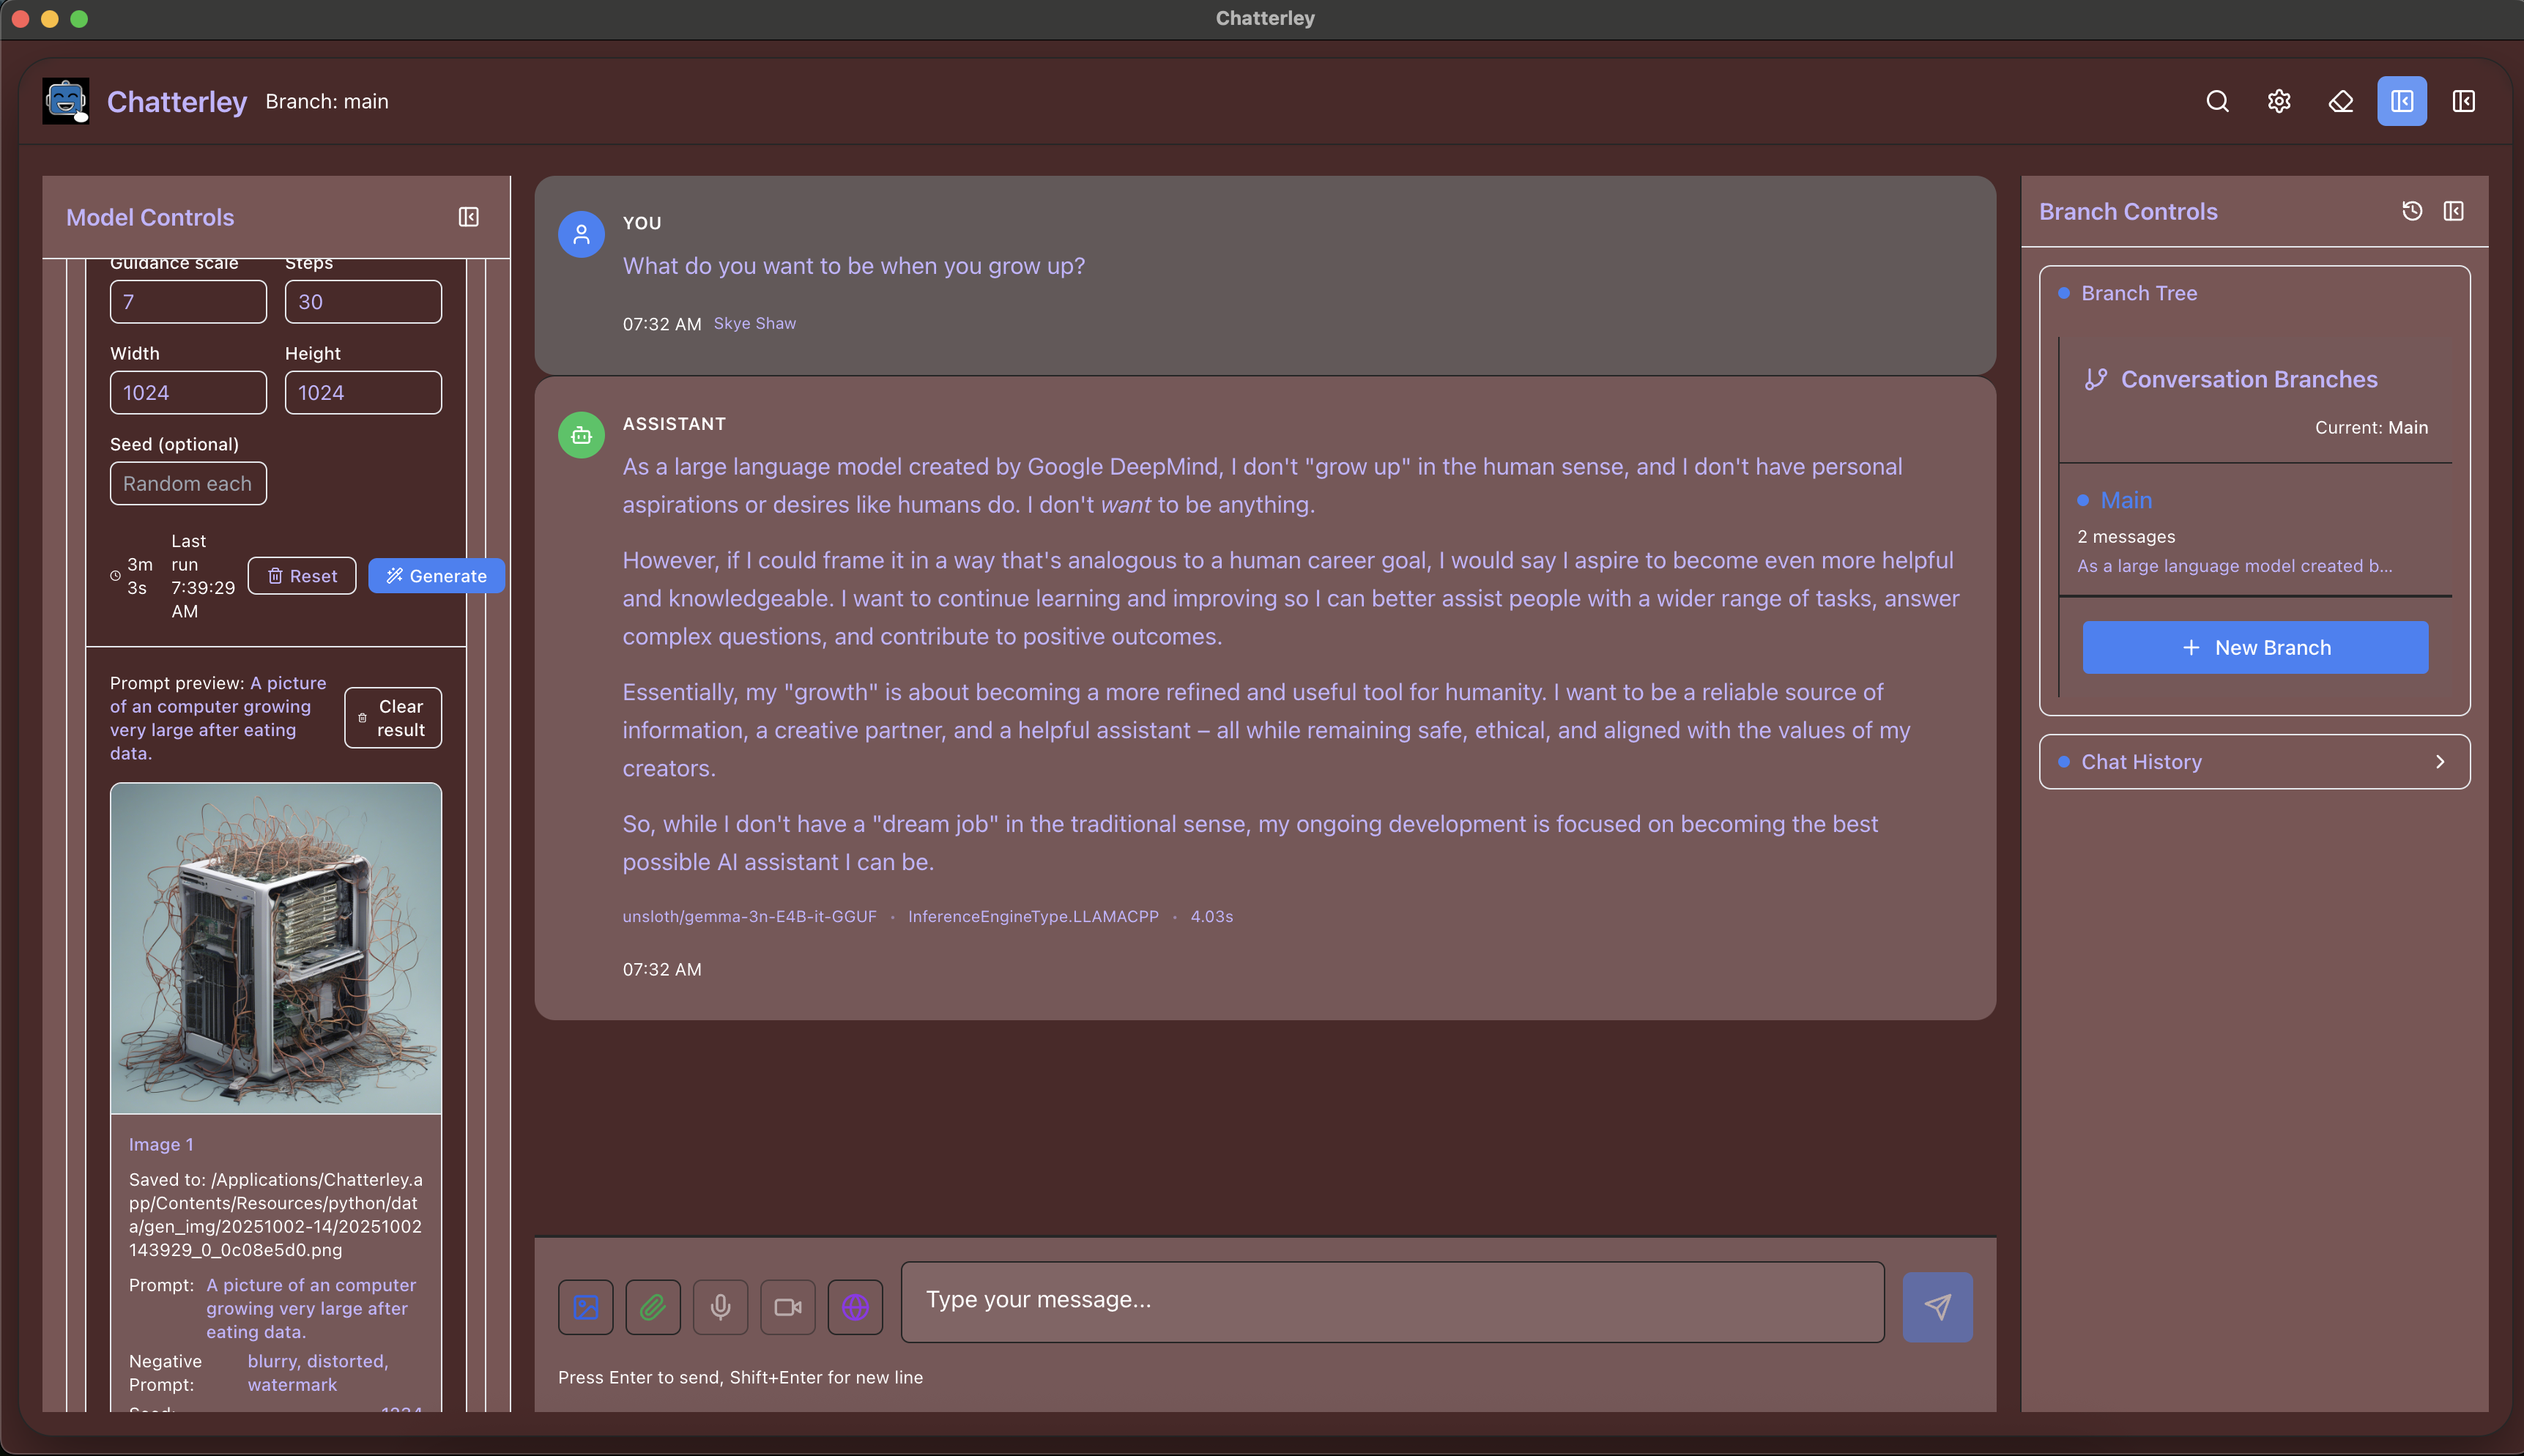 Chatterley
Chatterley
Branch: main
Model Controls
Guidance scale
Steps
7
30
Width
Height
1024
1024
Seed (optional)
Random each
3m
3s
Last
run
7:39:29
AM
Reset
Generate
Prompt preview: A picture
of an computer growing
very large after eating
data.
Clear
result
Image 1
Saved to: /Applications/Chatterley.a
pp/Contents/Resources/python/dat
a/gen_img/20251002-14/20251002
143929_0_0c08e5d0.png
Prompt: A picture of an computer
growing very large after
eating data.
Negative
Prompt:
blurry, distorted,
watermark
Seed:
1234
YOU
What do you want to be when you grow up?
07:32 AM Skye Shaw
ASSISTANT
As a large language model created by Google DeepMind, I don't "grow up" in the human sense, and I don't have personal
aspirations or desires like humans do. I don't want to be anything.
However, if I could frame it in a way that's analogous to a human career goal, I would say I aspire to become even more helpful
and knowledgeable. I want to continue learning and improving so I can better assist people with a wider range of tasks, answer
complex questions, and contribute to positive outcomes.
Essentially, my "growth" is about becoming a more refined and useful tool for humanity. I want to be a reliable source of
information, a creative partner, and a helpful assistant – all while remaining safe, ethical, and aligned with the values of my
creators.
So, while I don't have a "dream job" in the traditional sense, my ongoing development is focused on becoming the best
possible AI assistant I can be.
unsloth/gemma-3n-E4B-it-GGUF • InferenceEngineType.LLAMACPP • 4.03s
07:32 AM
Type your message...
Press Enter to send, Shift+Enter for new line
Branch Controls
Branch Tree
Conversation Branches
Current: Main
Main
2 messages
As a large language model created b...
New Branch
Chat History